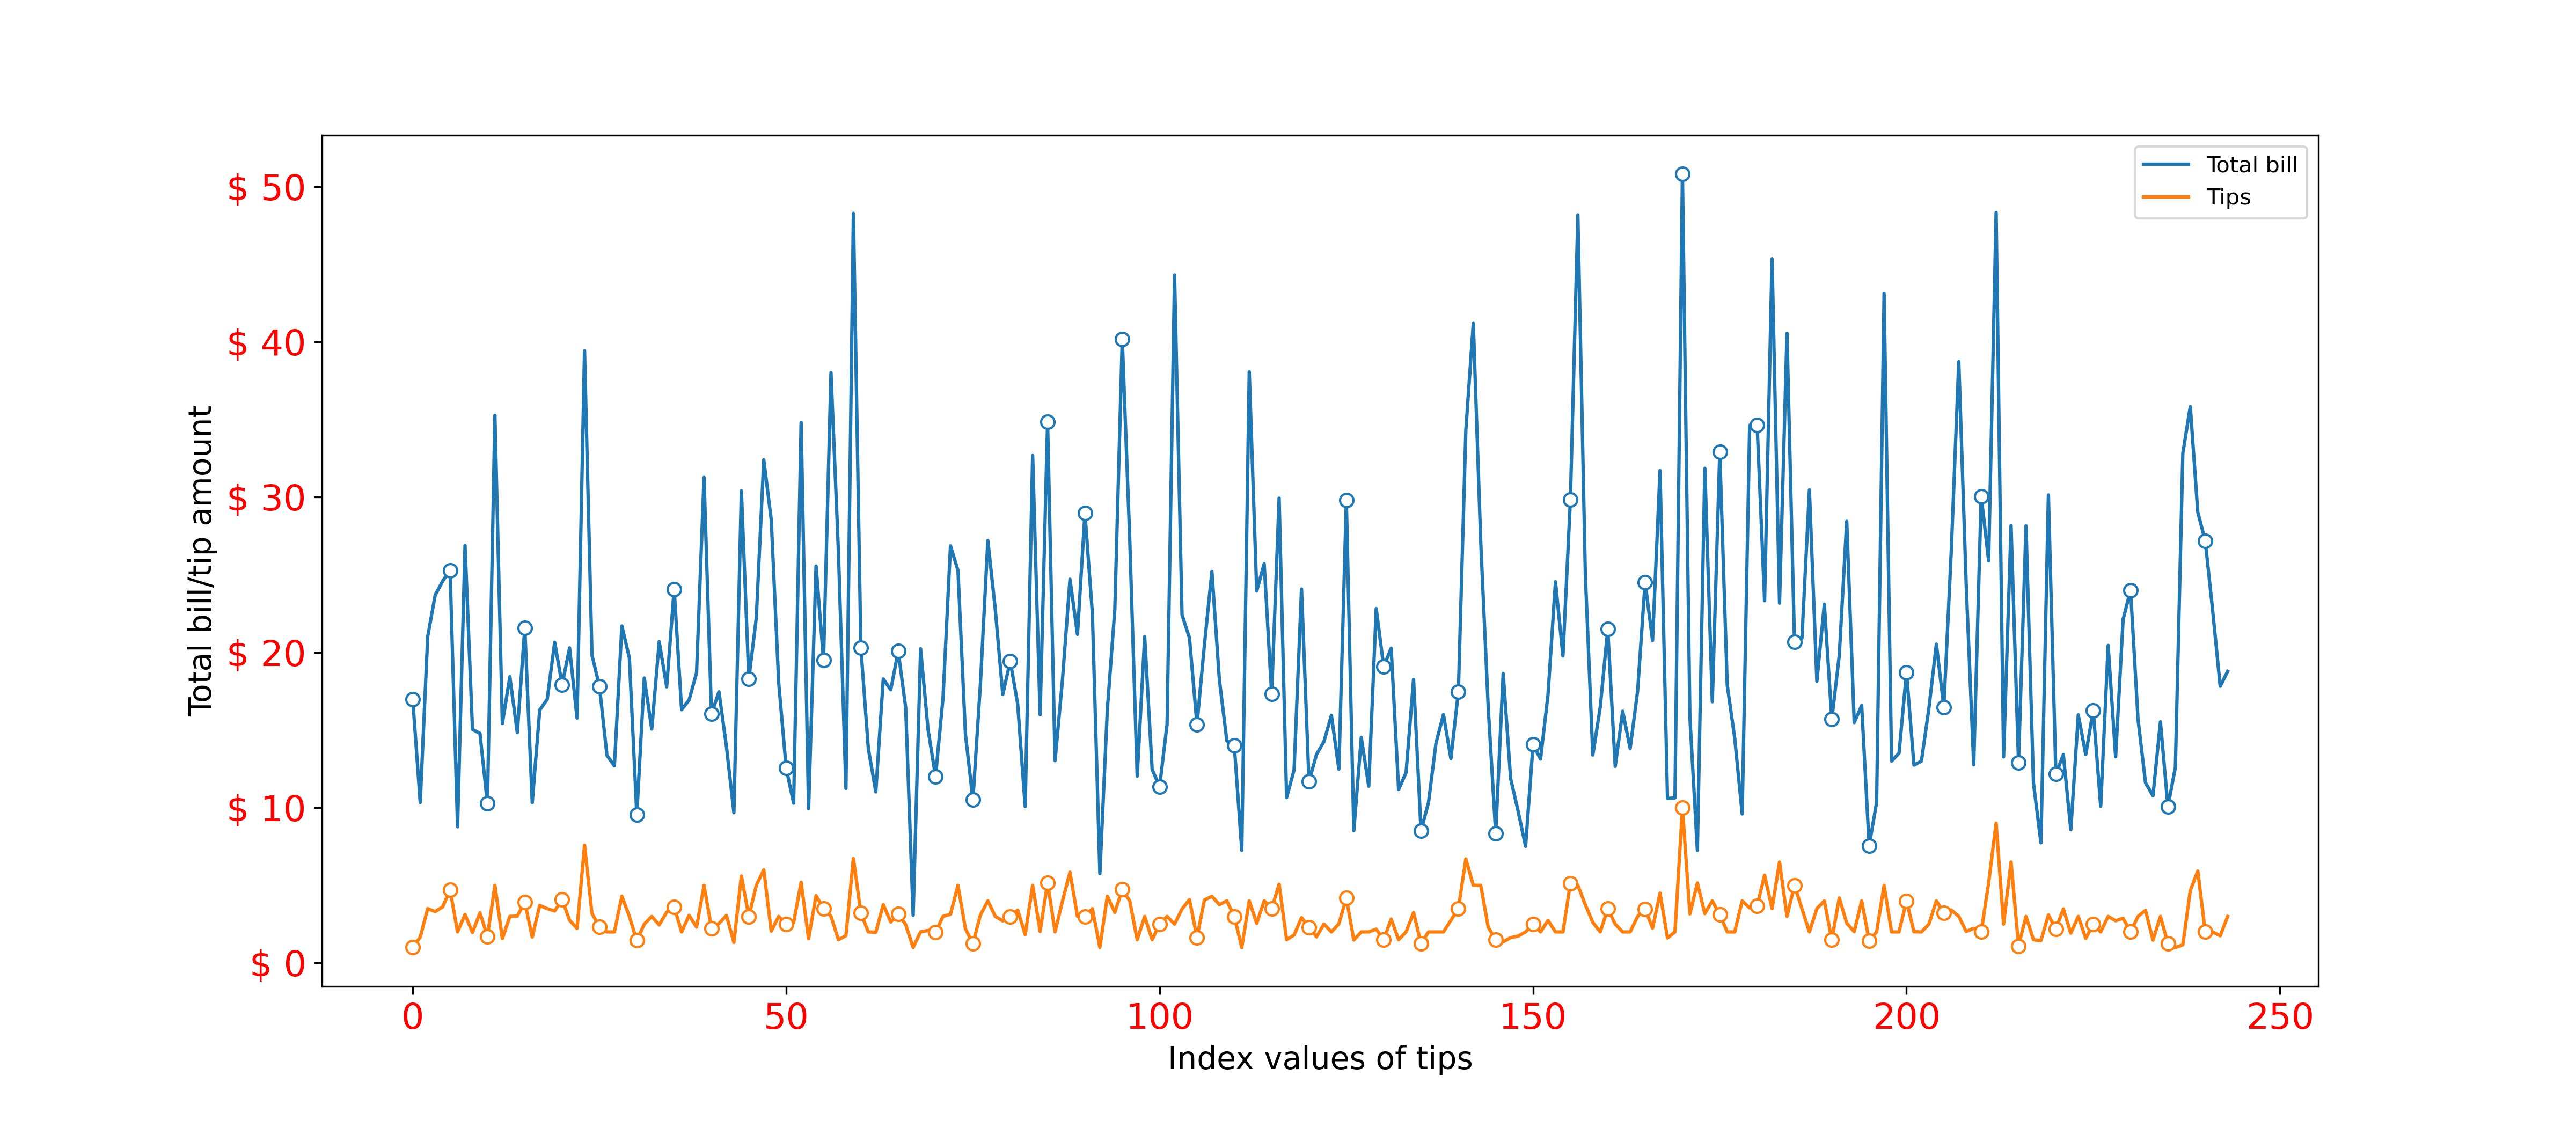 Total bill
Tips
$ 50
$ 40
$ 30
$ 20
$ 10
$ 0
Total bill/tip amount
0 50 100 150 200 250
Index values of tips